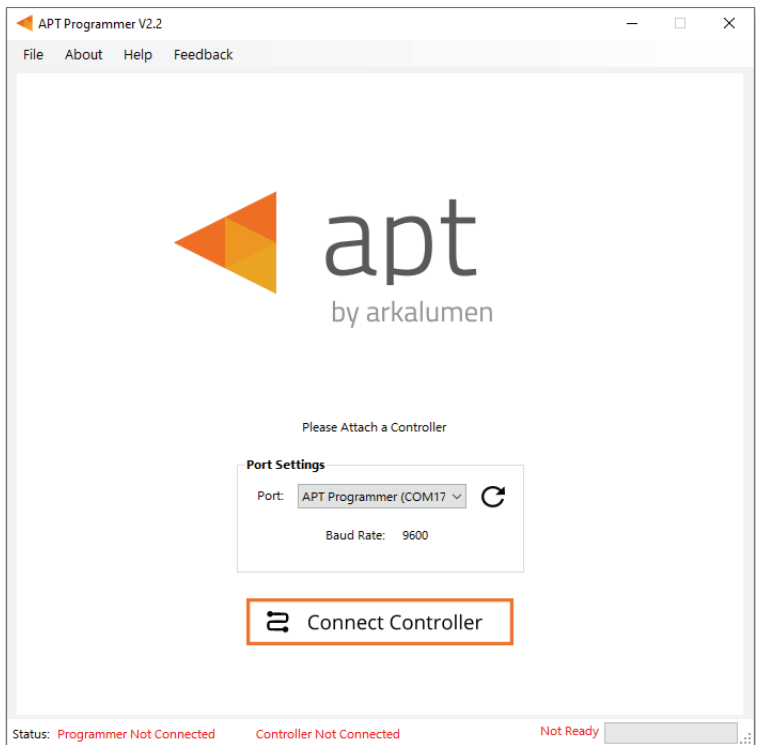 APT Programmer V2.2
File About Help Feedback
apt
by arkalumen
Please Attach a Controller
Port Settings
Port: APT Programmer (COM17
Baud Rate: 9600
Connect Controller
Status: Programmer Not Connected Controller Not Connected Not Ready